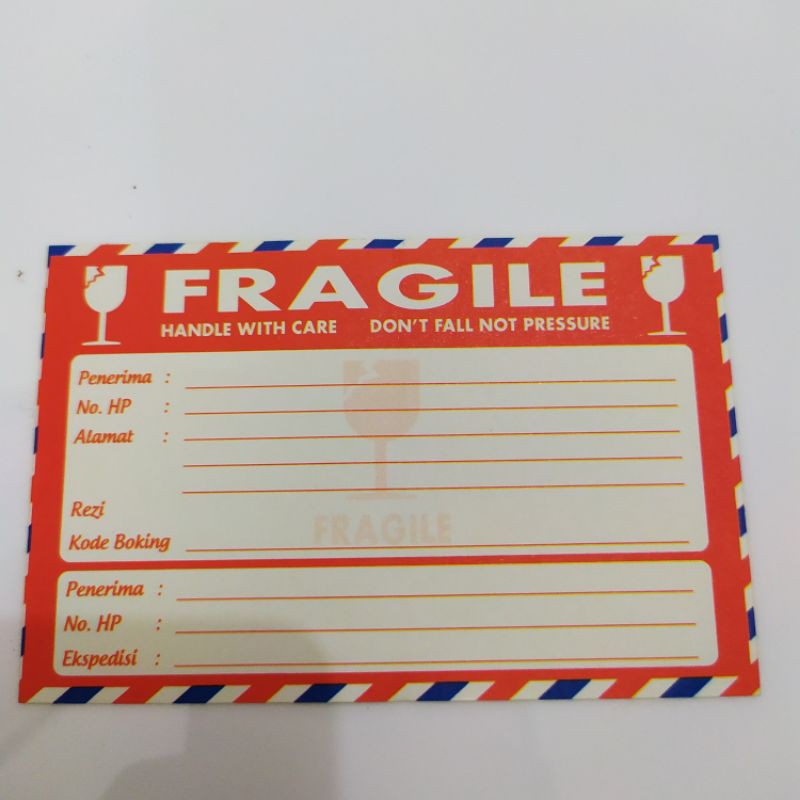 FRAGILE
HANDLE WITH CARE DON'T FALL NOT PRESSURE
Penerima :
No. HP :
Alamat :
Rezi
FRAGILE
Kode Boking
Penerima :
No. HP :
Ekspedisi :